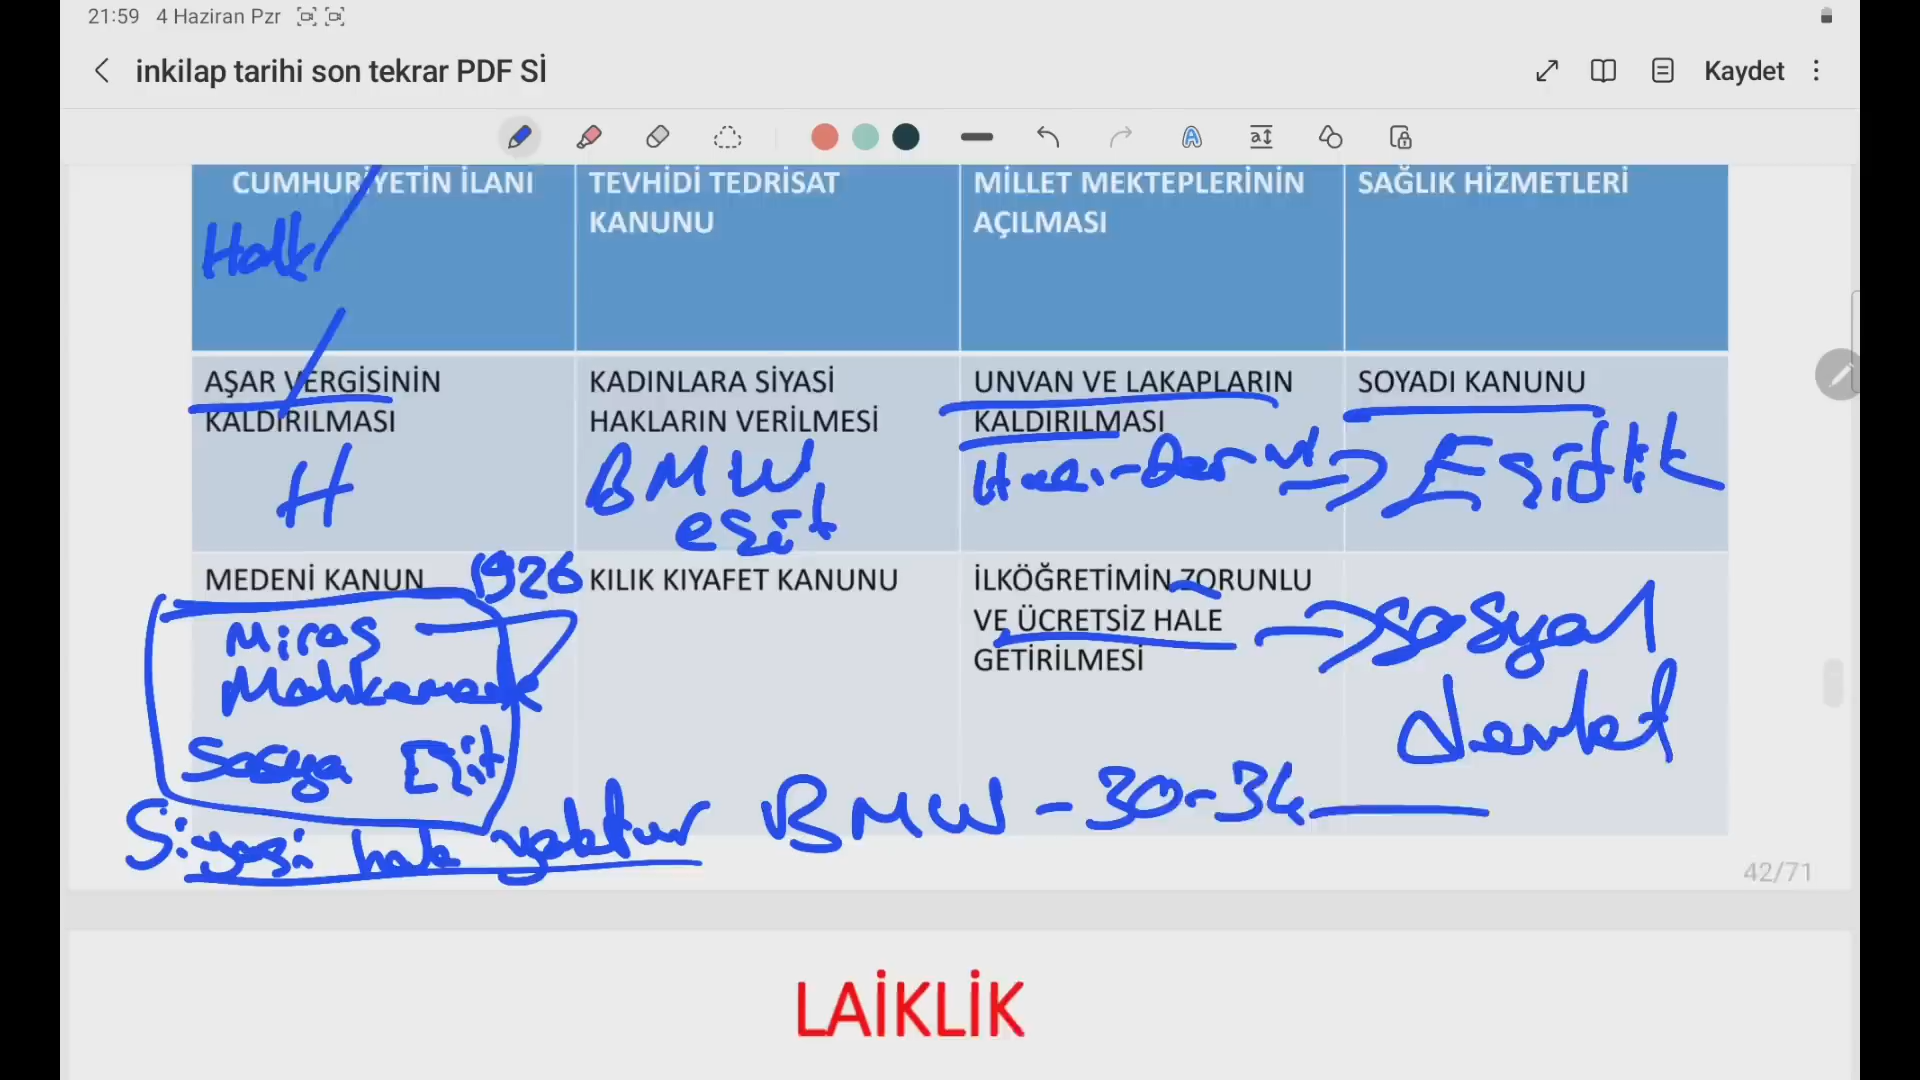 21:59 4 Haziran Pzr
inkilap tarihi son tekrar PDF Sİ
Kaydet
CUMHURİYETİN İLANI
TEVHİDİ TEDRİSAT
KANUNU
MİLLET MEKTEPLERİNİN
AÇILMASI
SAĞLIK HİZMETLERİ
Halk
AŞAR VERGİSİNİN
KALDIRILMASI
H
KADINLARA SİYASİ
HAKLARIN VERİLMESİ
BMW
eşit
UNVAN VE LAKAPLARIN
KALDIRILMASI
SOYADI KANUNU
Eşitlik
MEDENİ KANUN 1926
Miras
Mahkemede
Sosya Eşit
KILIK KIYAFET KANUNU
İLKÖĞRETİMİN ZORUNLU
VE ÜCRETSİZ HALE
GETİRİLMESİ
Sosyal
devlet
Siyasi hak yoktur BMW - 30-34
42/71
LAİKLİK